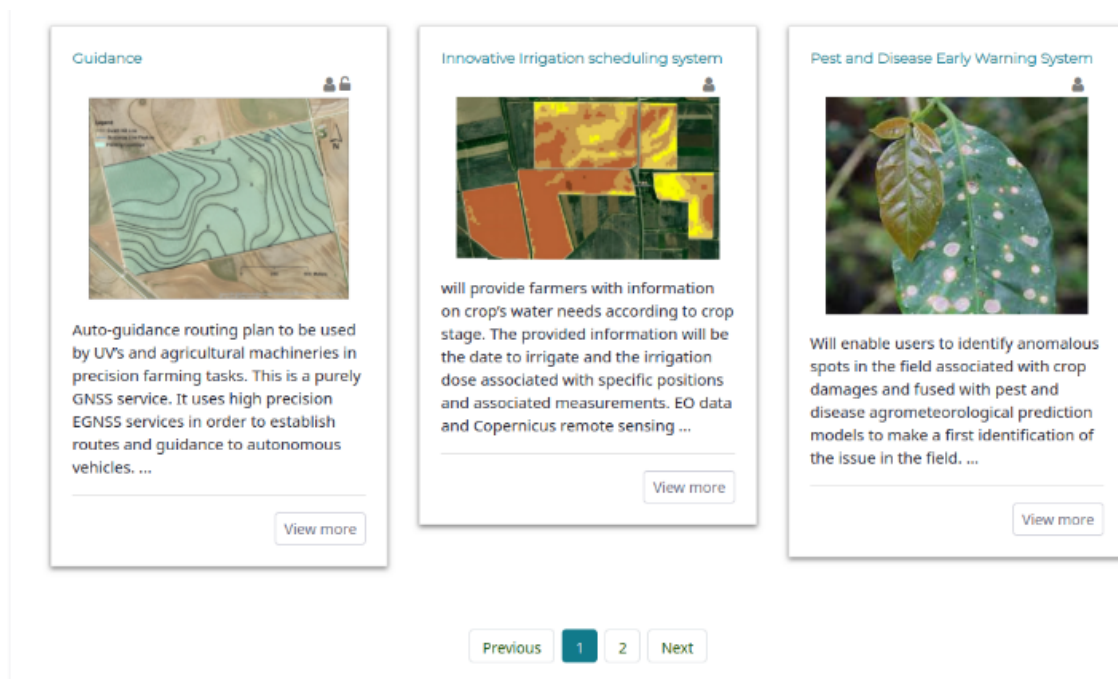 Guidance
Auto-guidance routing plan to be used
by UV's and agricultural machineries in
precision farming tasks. This is a purely
GNSS service. It uses high precision
EGNSS services in order to establish
routes and guidance to autonomous
vehicles. ...
View more
Innovative Irrigation scheduling system
will provide farmers with information
on crop's water needs according to crop
stage. The provided information will be
the date to irrigate and the irrigation
dose associated with specific positions
and associated measurements. EO data
and Copernicus remote sensing ...
View more
Pest and Disease Early Warning System
Will enable users to identify anomalous
spots in the field associated with crop
damages and fused with pest and
disease agrometeorological prediction
models to make a first identification of
the issue in the field. ...
View more
Previous 1 2 Next